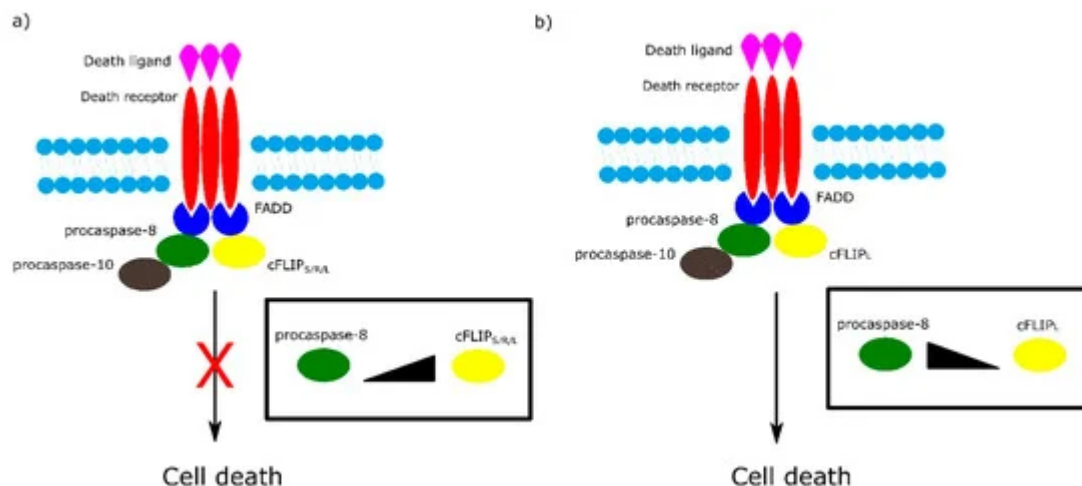 a)
Death ligand
Death receptor
FADD
procaspase-8
procaspase-10
cFLIPS/R/L
procaspase-8
cFLIPS/R/L
Cell death
b)
Death ligand
Death receptor
FADD
procaspase-8
procaspase-10
cFLIPL
procaspase-8
cFLIPL
Cell death